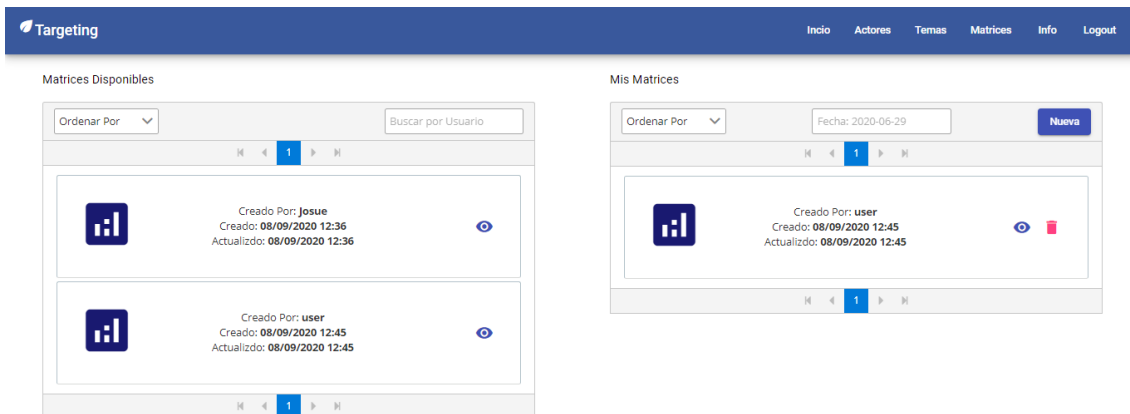 Targeting
Incio Actores Temas Matrices Info Logout
Matrices Disponibles
Ordenar Por
Buscar por Usuario
1
Creado Por: Josue
Creado: 08/09/2020 12:36
Actualizdo: 08/09/2020 12:36
Creado Por: user
Creado: 08/09/2020 12:45
Actualizdo: 08/09/2020 12:45
1
Mis Matrices
Ordenar Por
Fecha: 2020-06-29
Nueva
1
Creado Por: user
Creado: 08/09/2020 12:45
Actualizdo: 08/09/2020 12:45
1